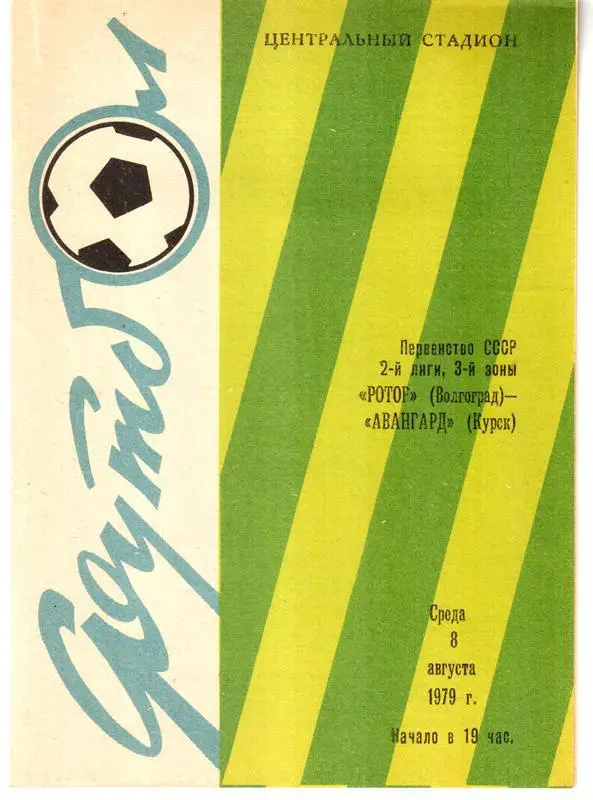 Футбол
ЦЕНТРАЛЬНЫЙ СТАДИОН
Первенство СССР
2-й лиги, 3-й зоны
«РОТОР» (Волгоград)—
«АВАНГАРД» (Курск)
Среда
8
августа
1979 г.
Начало в 19 час.